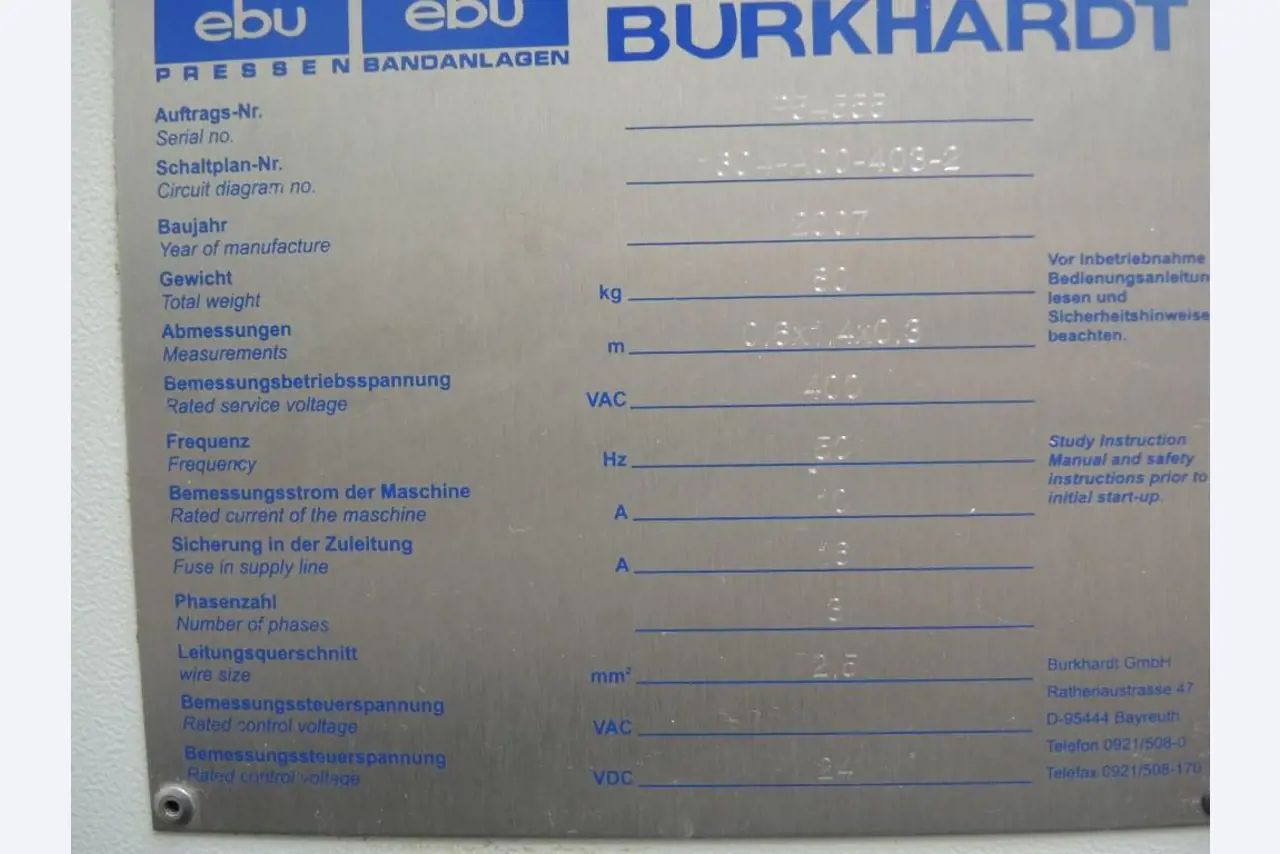 ebu ebu BURKHARDT
PRESSEN BANDANLAGEN
Auftrags-Nr.
Serial no.
Schaltplan-Nr.
Circuit diagram no.
Baujahr
Year of manufacture 2007
Gewicht
Total weight kg
Abmessungen
Measurements m
Bemessungsbetriebsspannung
Rated service voltage VAC 400
Frequenz
Frequency Hz 50
Bemessungsstrom der Maschine
Rated current of the maschine A
Sicherung in der Zuleitung
Fuse in supply line A
Phasenzahl
Number of phases 3
Leitungsquerschnitt
wire size mm² 2,5
Bemessungssteuerspannung
Rated control voltage VAC
Bemessungssteuerspannung
Rated control voltage VDC 24
Vor Inbetriebnahme
Bedienungsanleitun
lesen und
Sicherheitshinweise
beachten.
Study Instruction
Manual and safety
instructions prior to
initial start-up.
Burkhardt GmbH
Rathenaustrasse 47
D-95444 Bayreuth
Telefon 0921/508-0
Telefax 0921/508-170